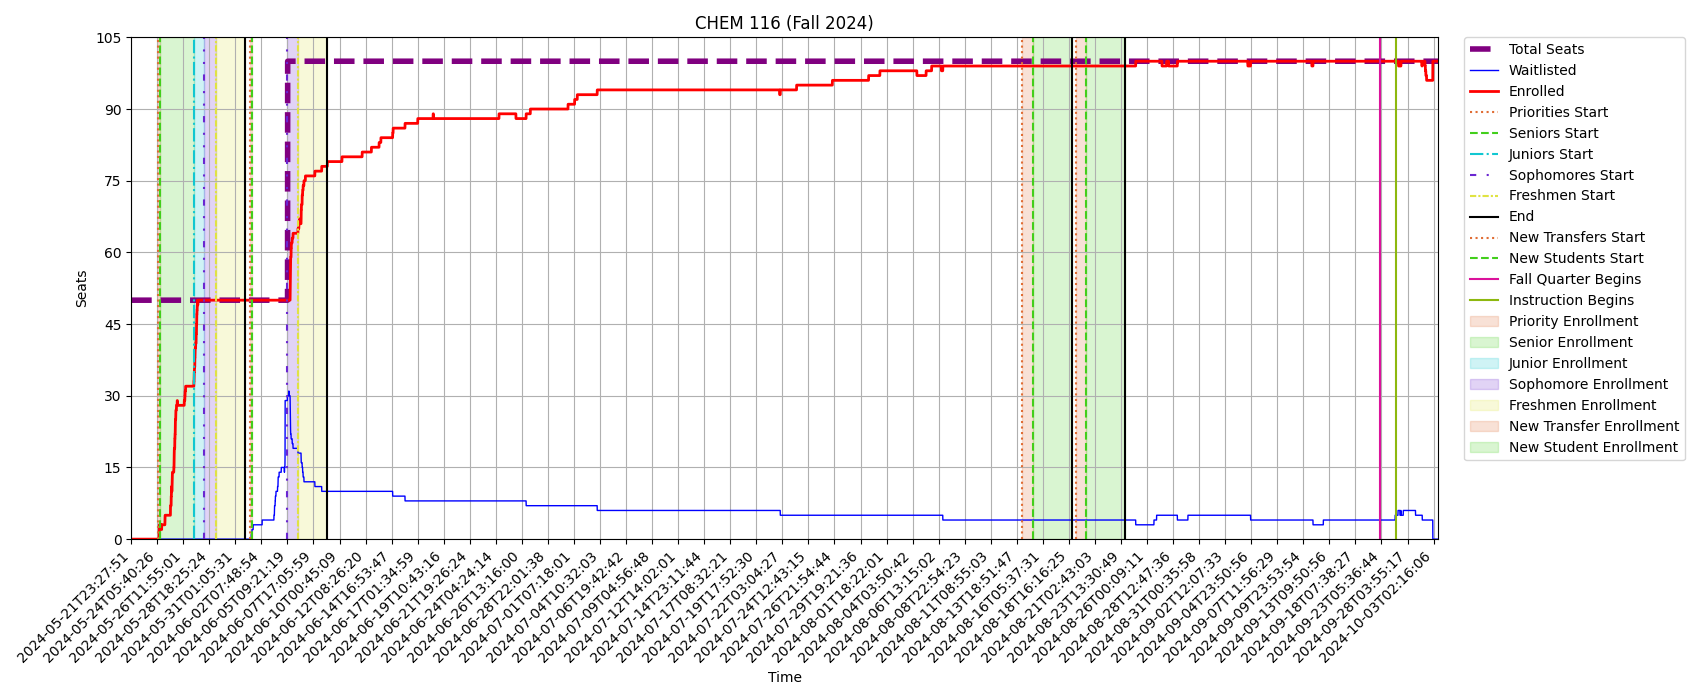 CHEM 116 (Fall 2024)
105
90
75
60
45
30
15
0
Seats
2024-05-21T23:27:51
2024-05-24T05:40:26
2024-05-26T11:55:01
2024-05-28T18:25:24
2024-05-31T01:05:31
2024-06-02T07:48:54
2024-06-05T09:21:19
2024-06-07T17:05:59
2024-06-10T00:45:09
2024-06-12T08:26:20
2024-06-14T16:53:47
2024-06-17T01:34:59
2024-06-19T10:43:16
2024-06-21T19:26:24
2024-06-24T04:24:14
2024-06-26T13:16:00
2024-06-28T22:01:38
2024-07-01T07:18:01
2024-07-04T10:32:03
2024-07-06T19:42:42
2024-07-09T04:56:48
2024-07-12T14:02:01
2024-07-14T23:11:44
2024-07-17T08:32:21
2024-07-19T17:52:30
2024-07-22T03:04:27
2024-07-24T12:43:15
2024-07-26T21:54:44
2024-07-29T19:21:36
2024-08-01T18:22:01
2024-08-04T03:50:42
2024-08-06T13:15:02
2024-08-08T22:54:23
2024-08-11T08:55:03
2024-08-13T18:51:47
2024-08-16T05:37:31
2024-08-18T16:16:25
2024-08-21T02:43:03
2024-08-23T13:30:49
2024-08-26T00:09:11
2024-08-28T12:47:36
2024-08-31T00:35:58
2024-09-02T12:07:33
2024-09-04T23:50:56
2024-09-07T11:56:29
2024-09-09T23:53:54
2024-09-13T09:50:56
2024-09-18T07:38:27
2024-09-23T05:36:44
2024-09-28T03:55:17
2024-10-03T02:16:06
Time
Total Seats
Waitlisted
Enrolled
Priorities Start
Seniors Start
Juniors Start
Sophomores Start
Freshmen Start
End
New Transfers Start
New Students Start
Fall Quarter Begins
Instruction Begins
Priority Enrollment
Senior Enrollment
Junior Enrollment
Sophomore Enrollment
Freshmen Enrollment
New Transfer Enrollment
New Student Enrollment